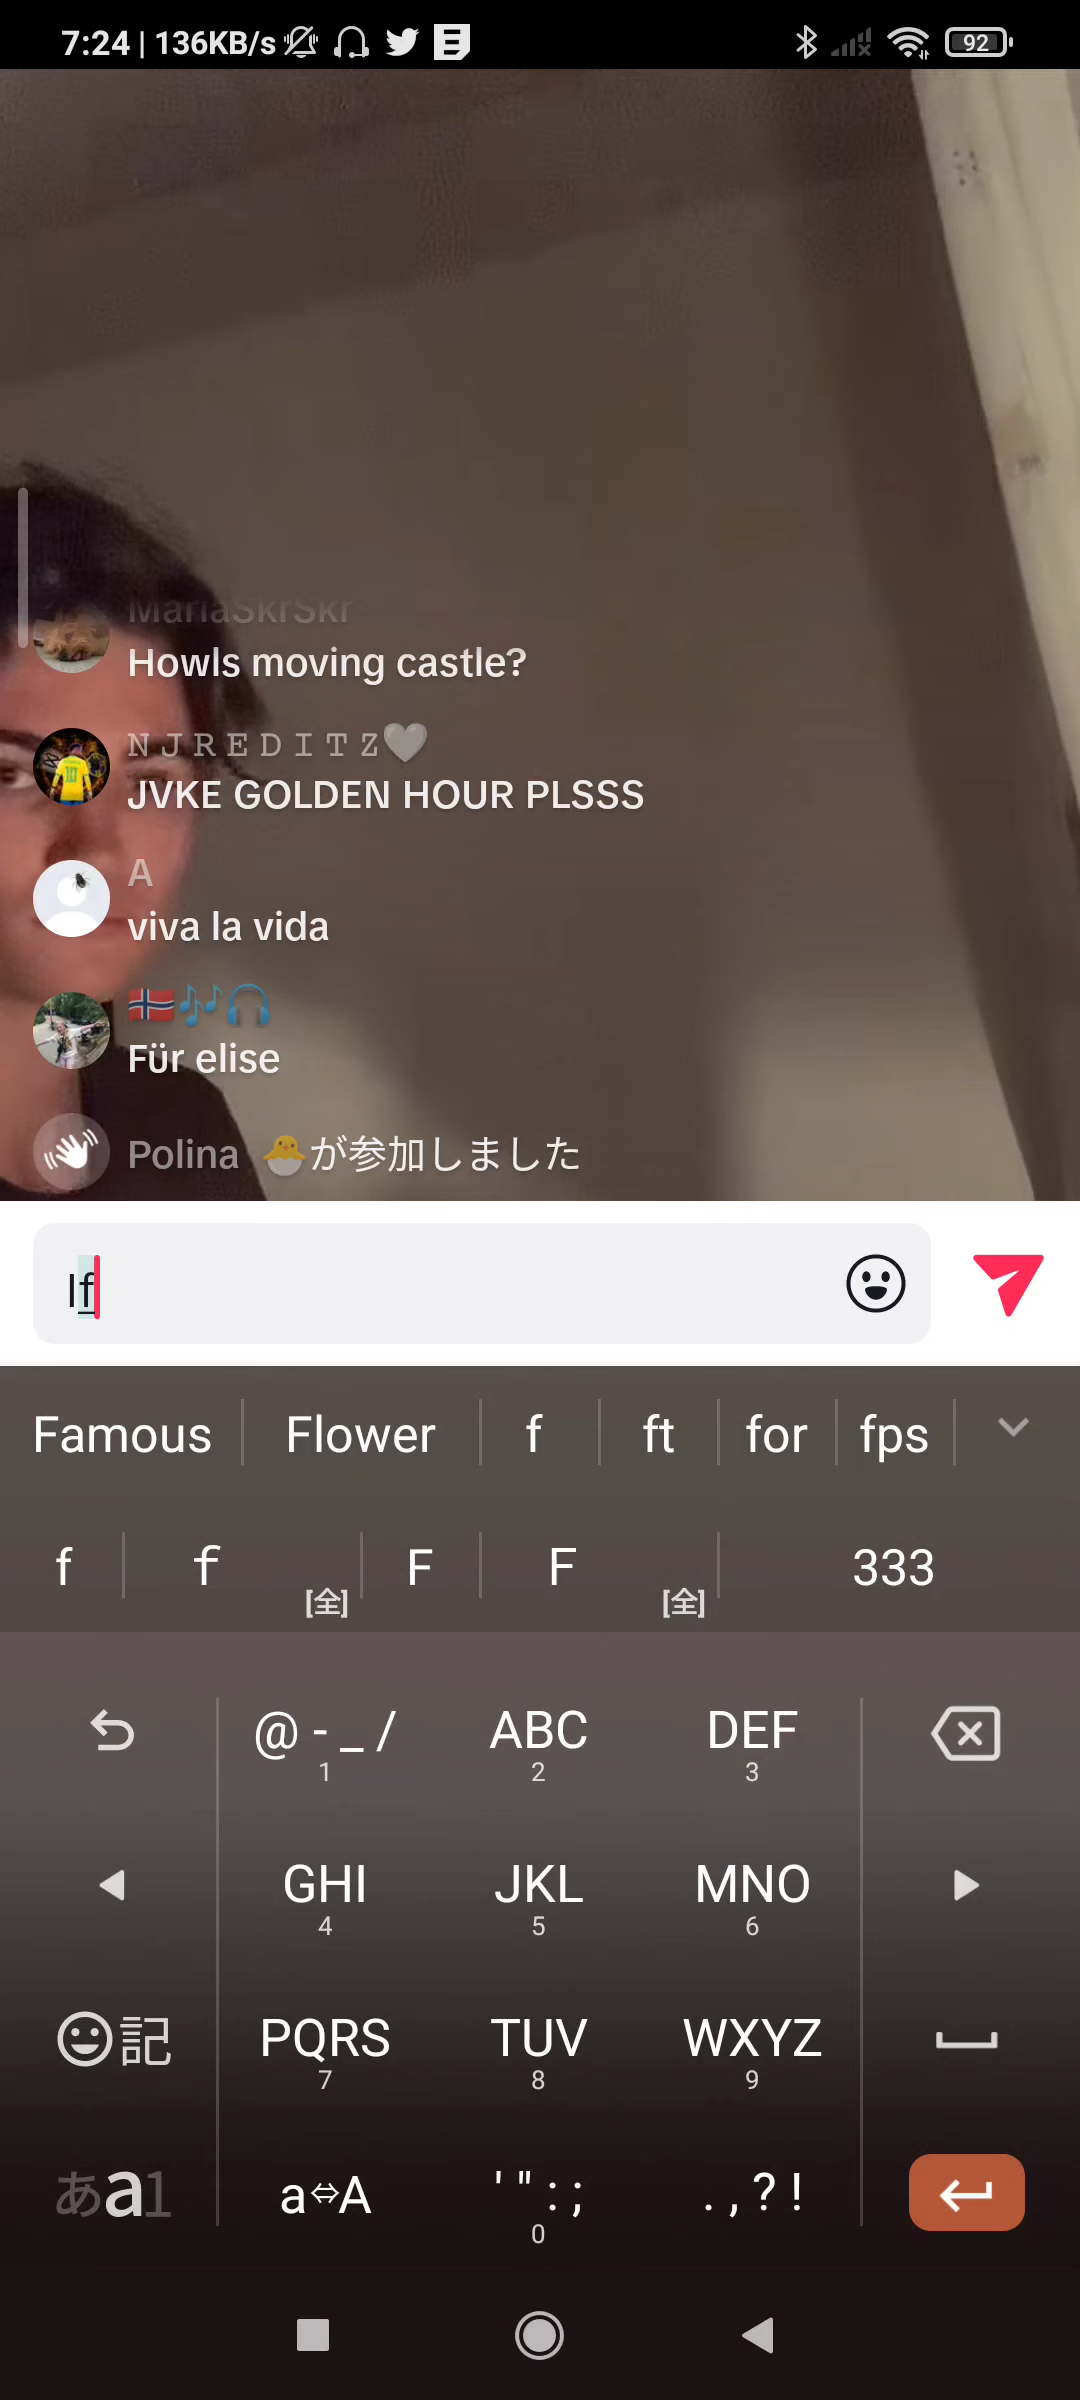 7:24 | 136KB/s
92
MariaSkrSkr
Howls moving castle?
N J R E D I T Z🤍
JVKE GOLDEN HOUR PLSSS
10
A
viva la vida
🇳🇴🎶🎧
Für elise
Polina 🐣が参加しました
If
Famous Flower f ft for fps
f f [全] F F [全] 333
@ - _ / ABC DEF
1 2 3
GHI JKL MNO
4 5 6
PQRS TUV WXYZ
記
7 8 9
あa1 a⇔A ' " : ; . , ? !
0